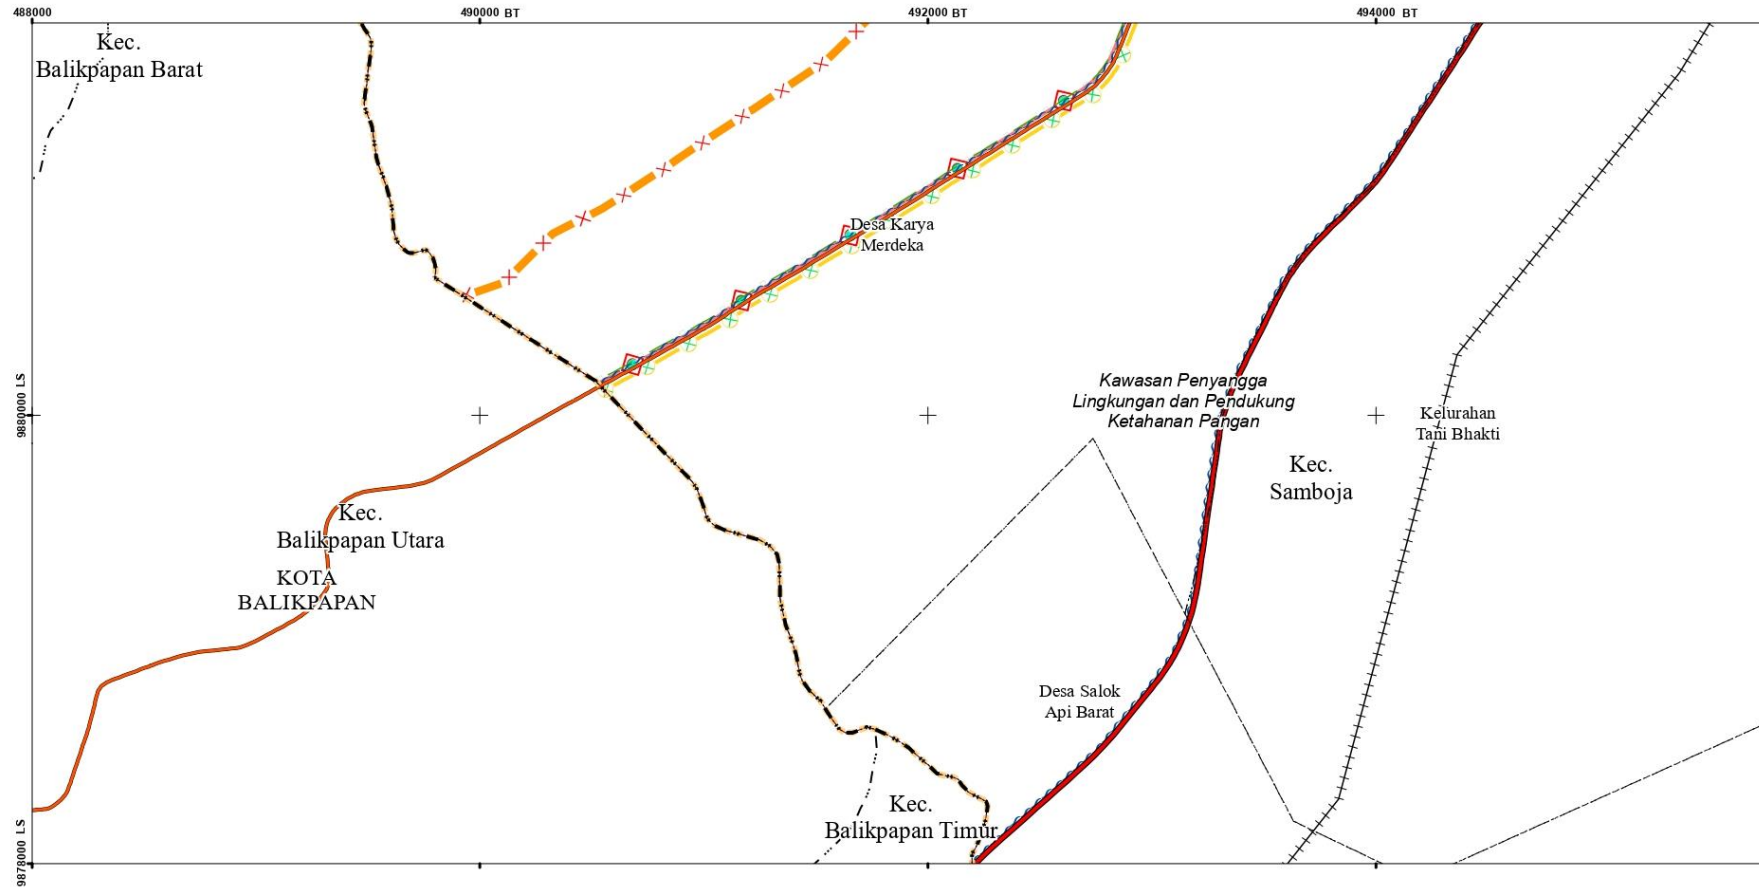 488000
490000 BT
492000 BT
494000 BT
Kec.
Balikpapan Barat
Desa Karya
Merdeka
9880000 LS
Kawasan Penyangga
Lingkungan dan Pendukung
Ketahanan Pangan
Kelurahan
Tani Bhakti
Kec.
Samboja
Kec.
Balikpapan Utara
KOTA
BALIKPAPAN
Desa Salok
Api Barat
Kec.
Balikpapan Timur
9878000 LS